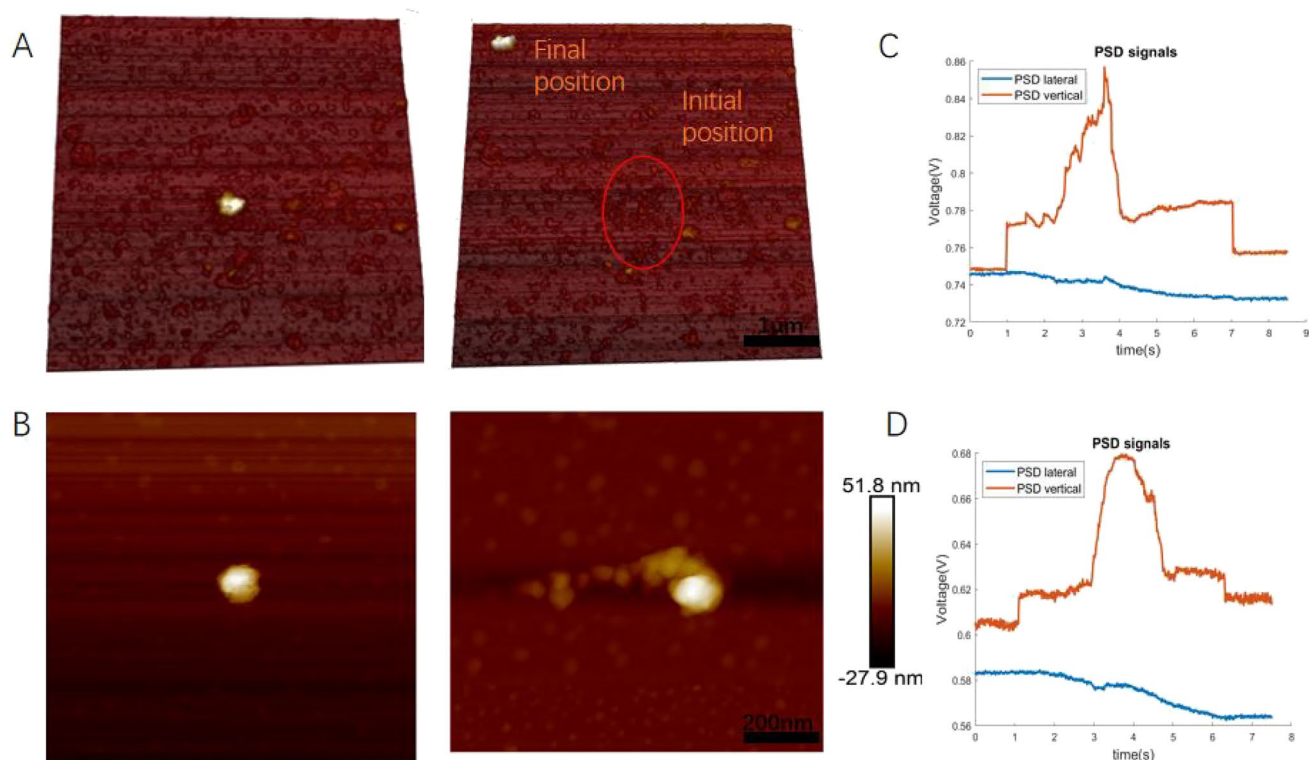 A
Final
position
Initial
position
1μm
C
PSD signals
PSD lateral
PSD vertical
0.86
0.84
0.82
0.8
0.78
0.76
0.74
0.72
Voltage(V)
0 1 2 3 4 5 6 7 8 9
time(s)
B
200nm
51.8 nm
-27.9 nm
D
PSD signals
PSD lateral
PSD vertical
0.68
0.66
0.64
0.62
0.6
0.58
0.56
Voltage(V)
0 1 2 3 4 5 6 7 8
time(s)